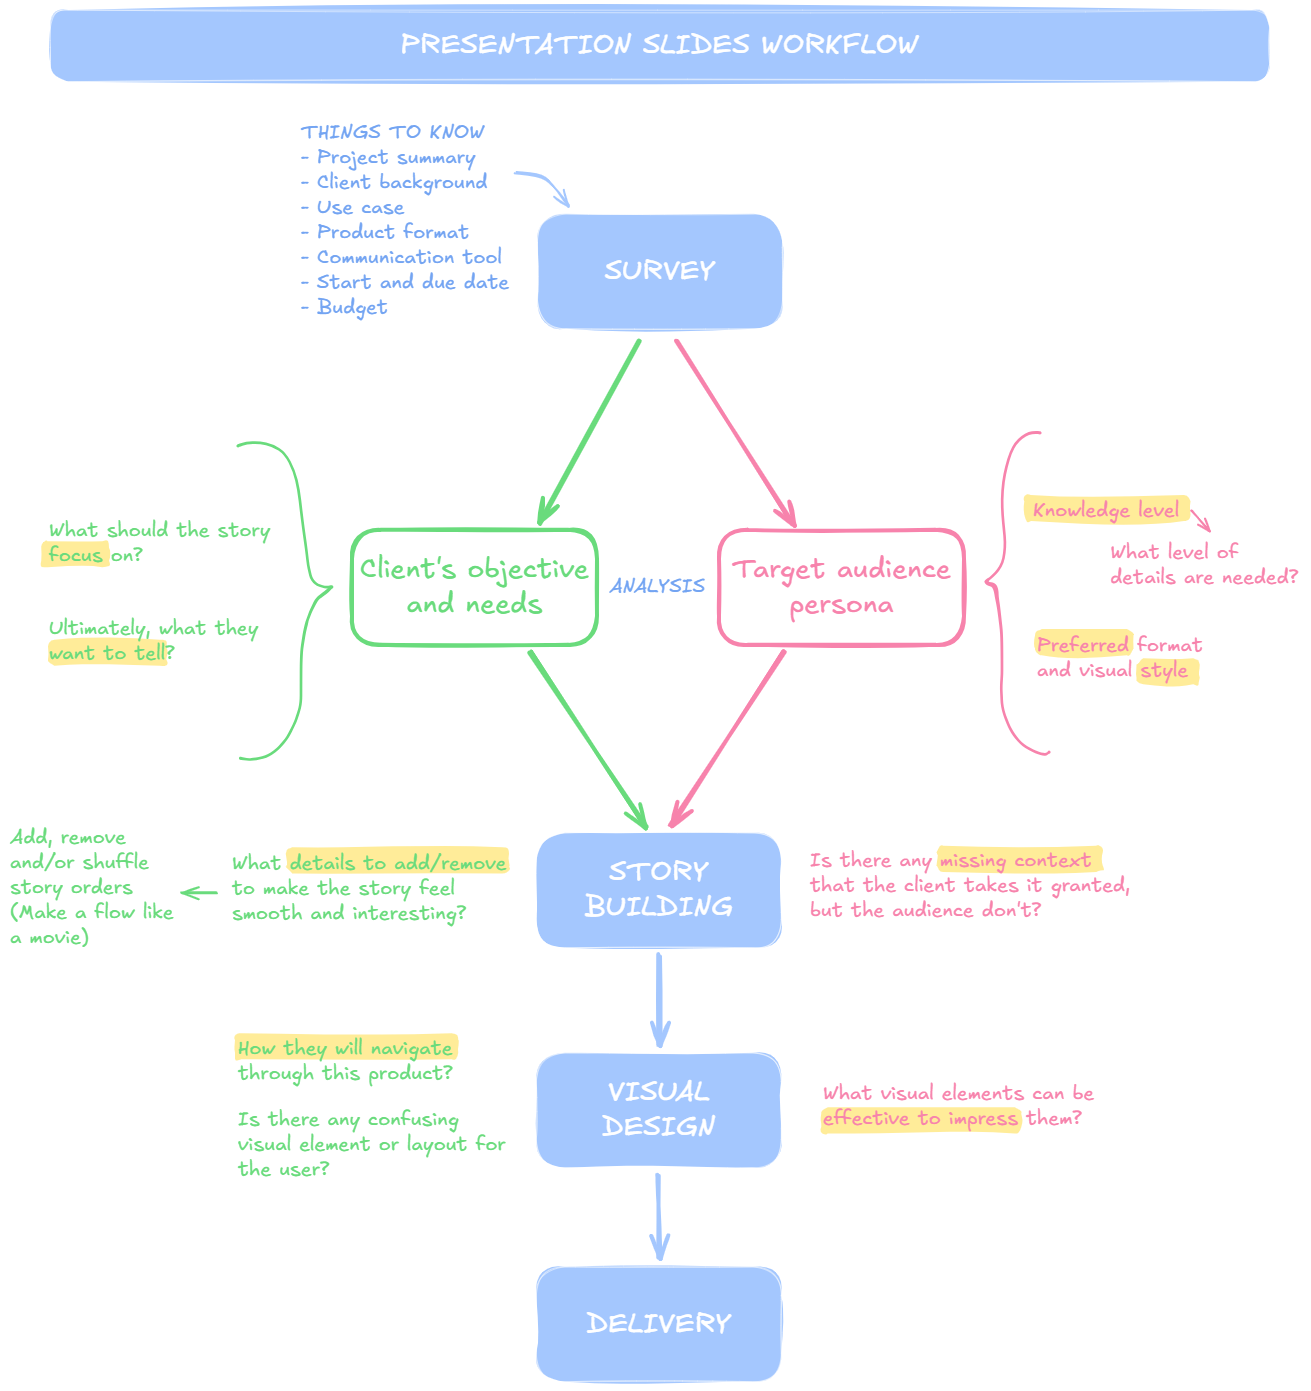 PRESENTATION SLIDES WORKFLOW
THINGS TO KNOW
- Project summary
- Client background
- Use case
- Product format
- Communication tool
- Start and due date
- Budget
SURVEY
What should the story
focus on?
Ultimately, what they
want to tell?
Client's objective
and needs
ANALYSIS
Target audience
persona
Knowledge level
What level of
details are needed?
Preferred format
and visual style
Add, remove
and/or shuffle
story orders
(Make a flow like
a movie)
What details to add/remove
to make the story feel
smooth and interesting?
STORY
BUILDING
Is there any missing context
that the client takes it granted,
but the audience don't?
How they will navigate
through this product?
Is there any confusing
visual element or layout for
the user?
VISUAL
DESIGN
What visual elements can be
effective to impress them?
DELIVERY